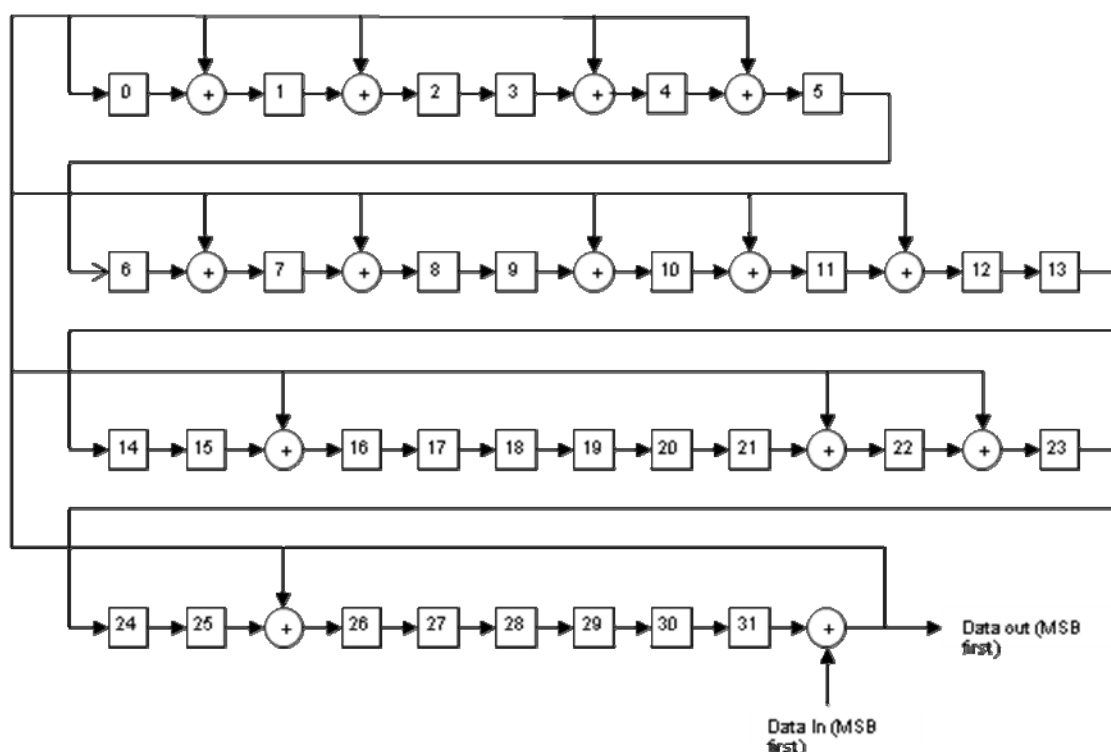 0 + 1 + 2 3 + 4 + 5
6 + 7 + 8 9 + 10 + 11 + 12 13
14 15 + 16 17 18 19 20 21 + 22 + 23
24 25 + 26 27 28 29 30 31 +
Data out (MSB
first)
Data In (MSB
first)